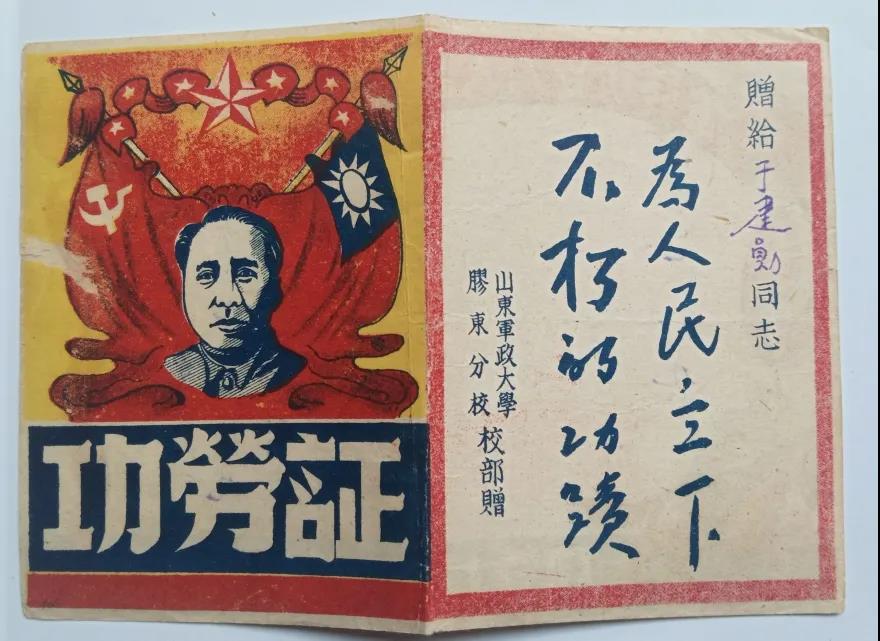 功勞証
贈給于建勛同志
為人民立下
不朽的功蹟
山東軍政大學
膠東分校
校部贈